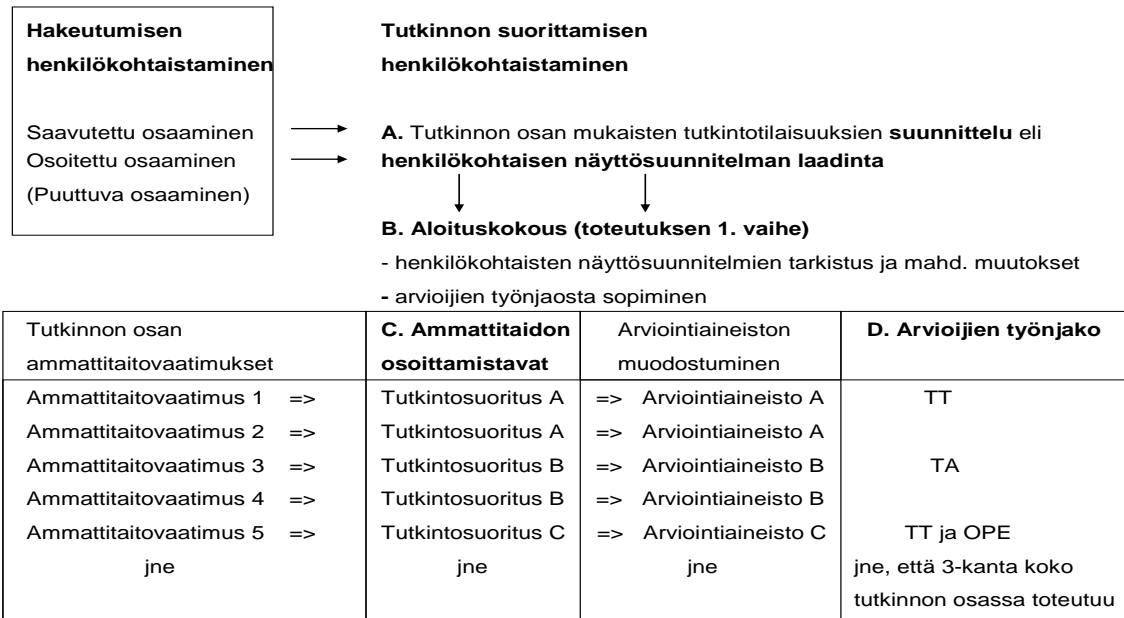 Hakeutumisen
henkilökohtaistaminen
Saavutettu osaaminen
Osoitettu osaaminen
(Puuttuva osaaminen)
Tutkinnon suorittamisen
henkilökohtaistaminen
A. Tutkinnon osan mukaisten tutkintotilaisuuksien suunnittelu eli
henkilökohtaisen näyttösuunnitelman laadinta
B. Aloituskokous (toteutuksen 1. vaihe)
- henkilökohtaisten näyttösuunnitelmien tarkistus ja mahd. muutokset
- arvioijien työnjaosta sopiminen
Tutkinnon osan ammattitaitovaatimukset | C. Ammattitaidon osoittamistavat | Arviointiaineiston muodostuminen | D. Arvioijien työnjako
Ammattitaitovaatimus 1 => Tutkintosuoritus A => Arviointiaineisto A TT
Ammattitaitovaatimus 2 => Tutkintosuoritus A => Arviointiaineisto A
Ammattitaitovaatimus 3 => Tutkintosuoritus B => Arviointiaineisto B TA
Ammattitaitovaatimus 4 => Tutkintosuoritus B => Arviointiaineisto B
Ammattitaitovaatimus 5 => Tutkintosuoritus C => Arviointiaineisto C TT ja OPE
jne jne jne jne, että 3-kanta koko
tutkinnon osassa toteutuu